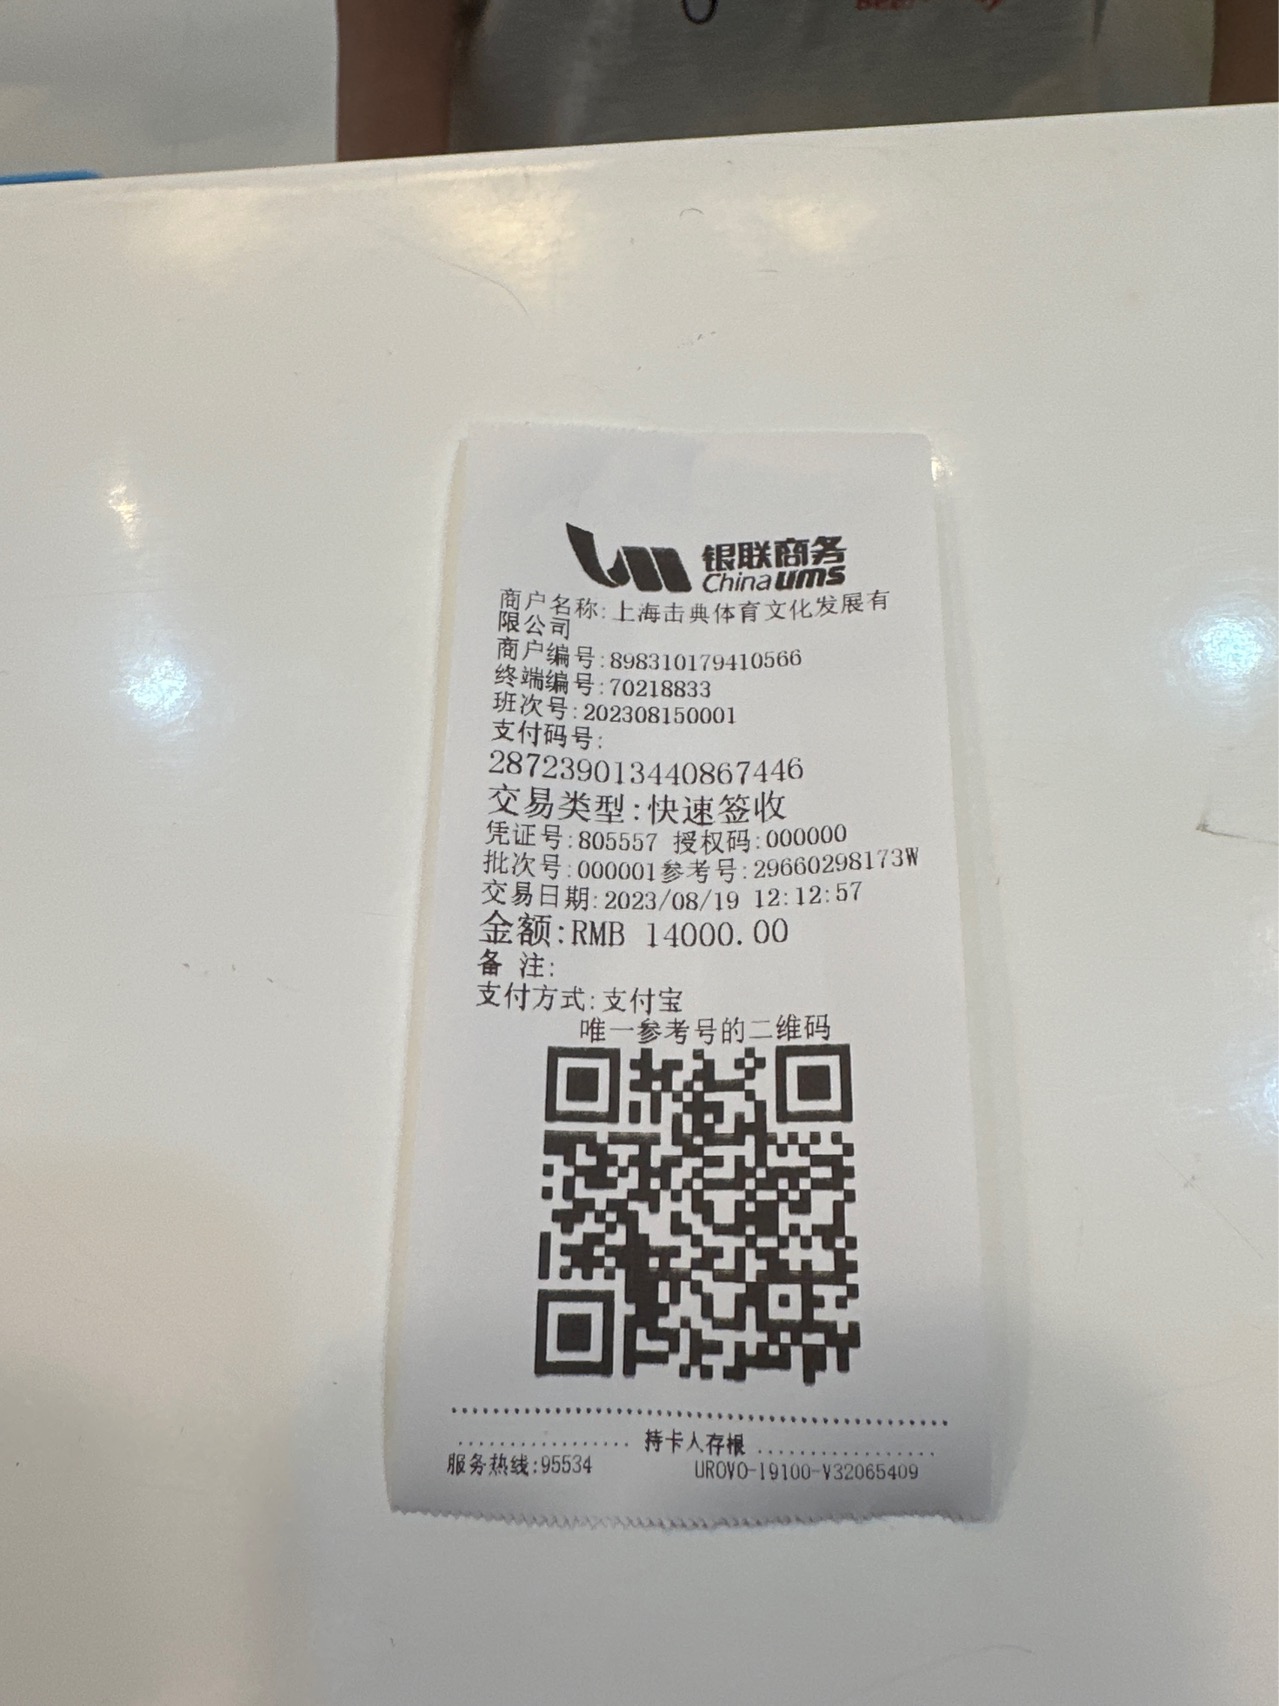 银联商务
China ums
商户名称:上海击典体育文化发展有
限公司
商户编号:898310179410566
终端编号:70218833
班次号:202308150001
支付码号:
287239013440867446
交易类型:快速签收
凭证号:805557 授权码:000000
批次号:000001参考号:29660298173W
交易日期:2023/08/19 12:12:57
金额:RMB 14000.00
备 注:
支付方式:支付宝
唯一参考号的二维码
持卡人存根
服务热线:95534 UROVO-I9100-V32065409